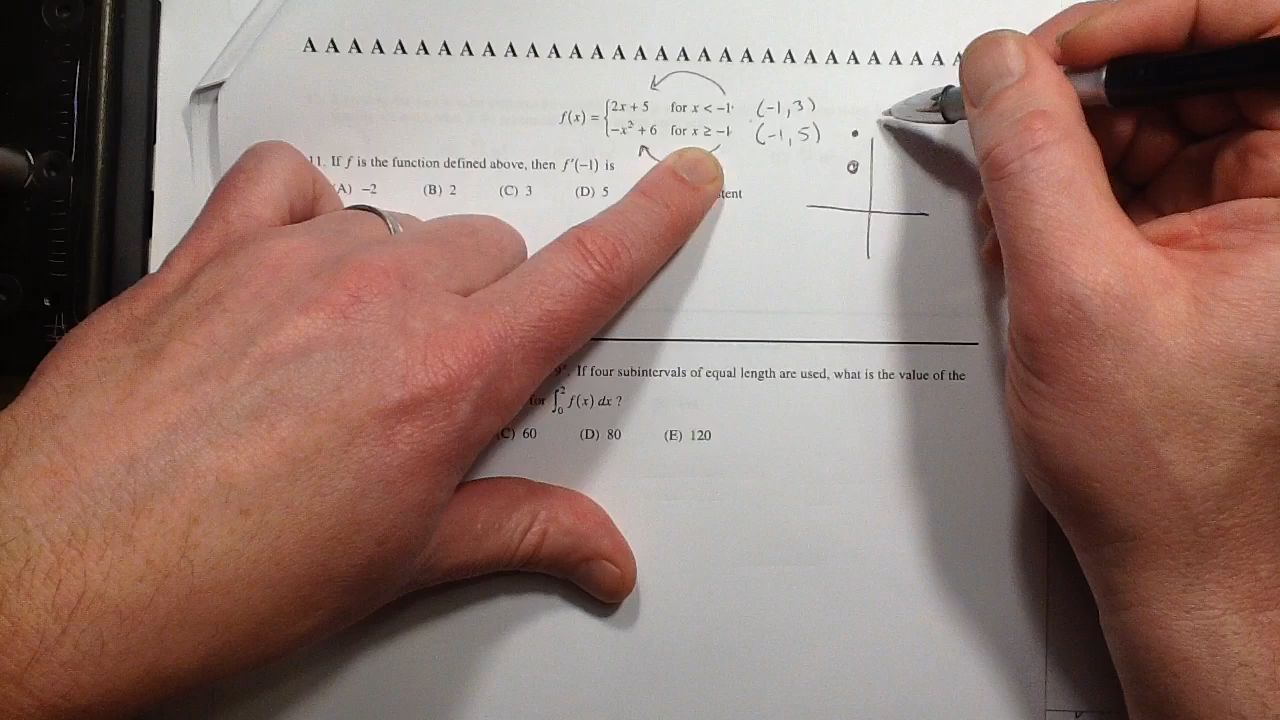 A A A A A A A A A A A A A A A A A A A A A A A A A A A A A A A
f(x) = { 2x + 5 for x < -1 (-1, 3)
-x² + 6 for x ≥ -1 (-1, 5)
11. If f is the function defined above, then f'(-1) is
(A) -2 (B) 2 (C) 3 (D) 5
. If four subintervals of equal length are used, what is the value of the
for ∫₀² f(x) dx ?
(C) 60 (D) 80 (E) 120